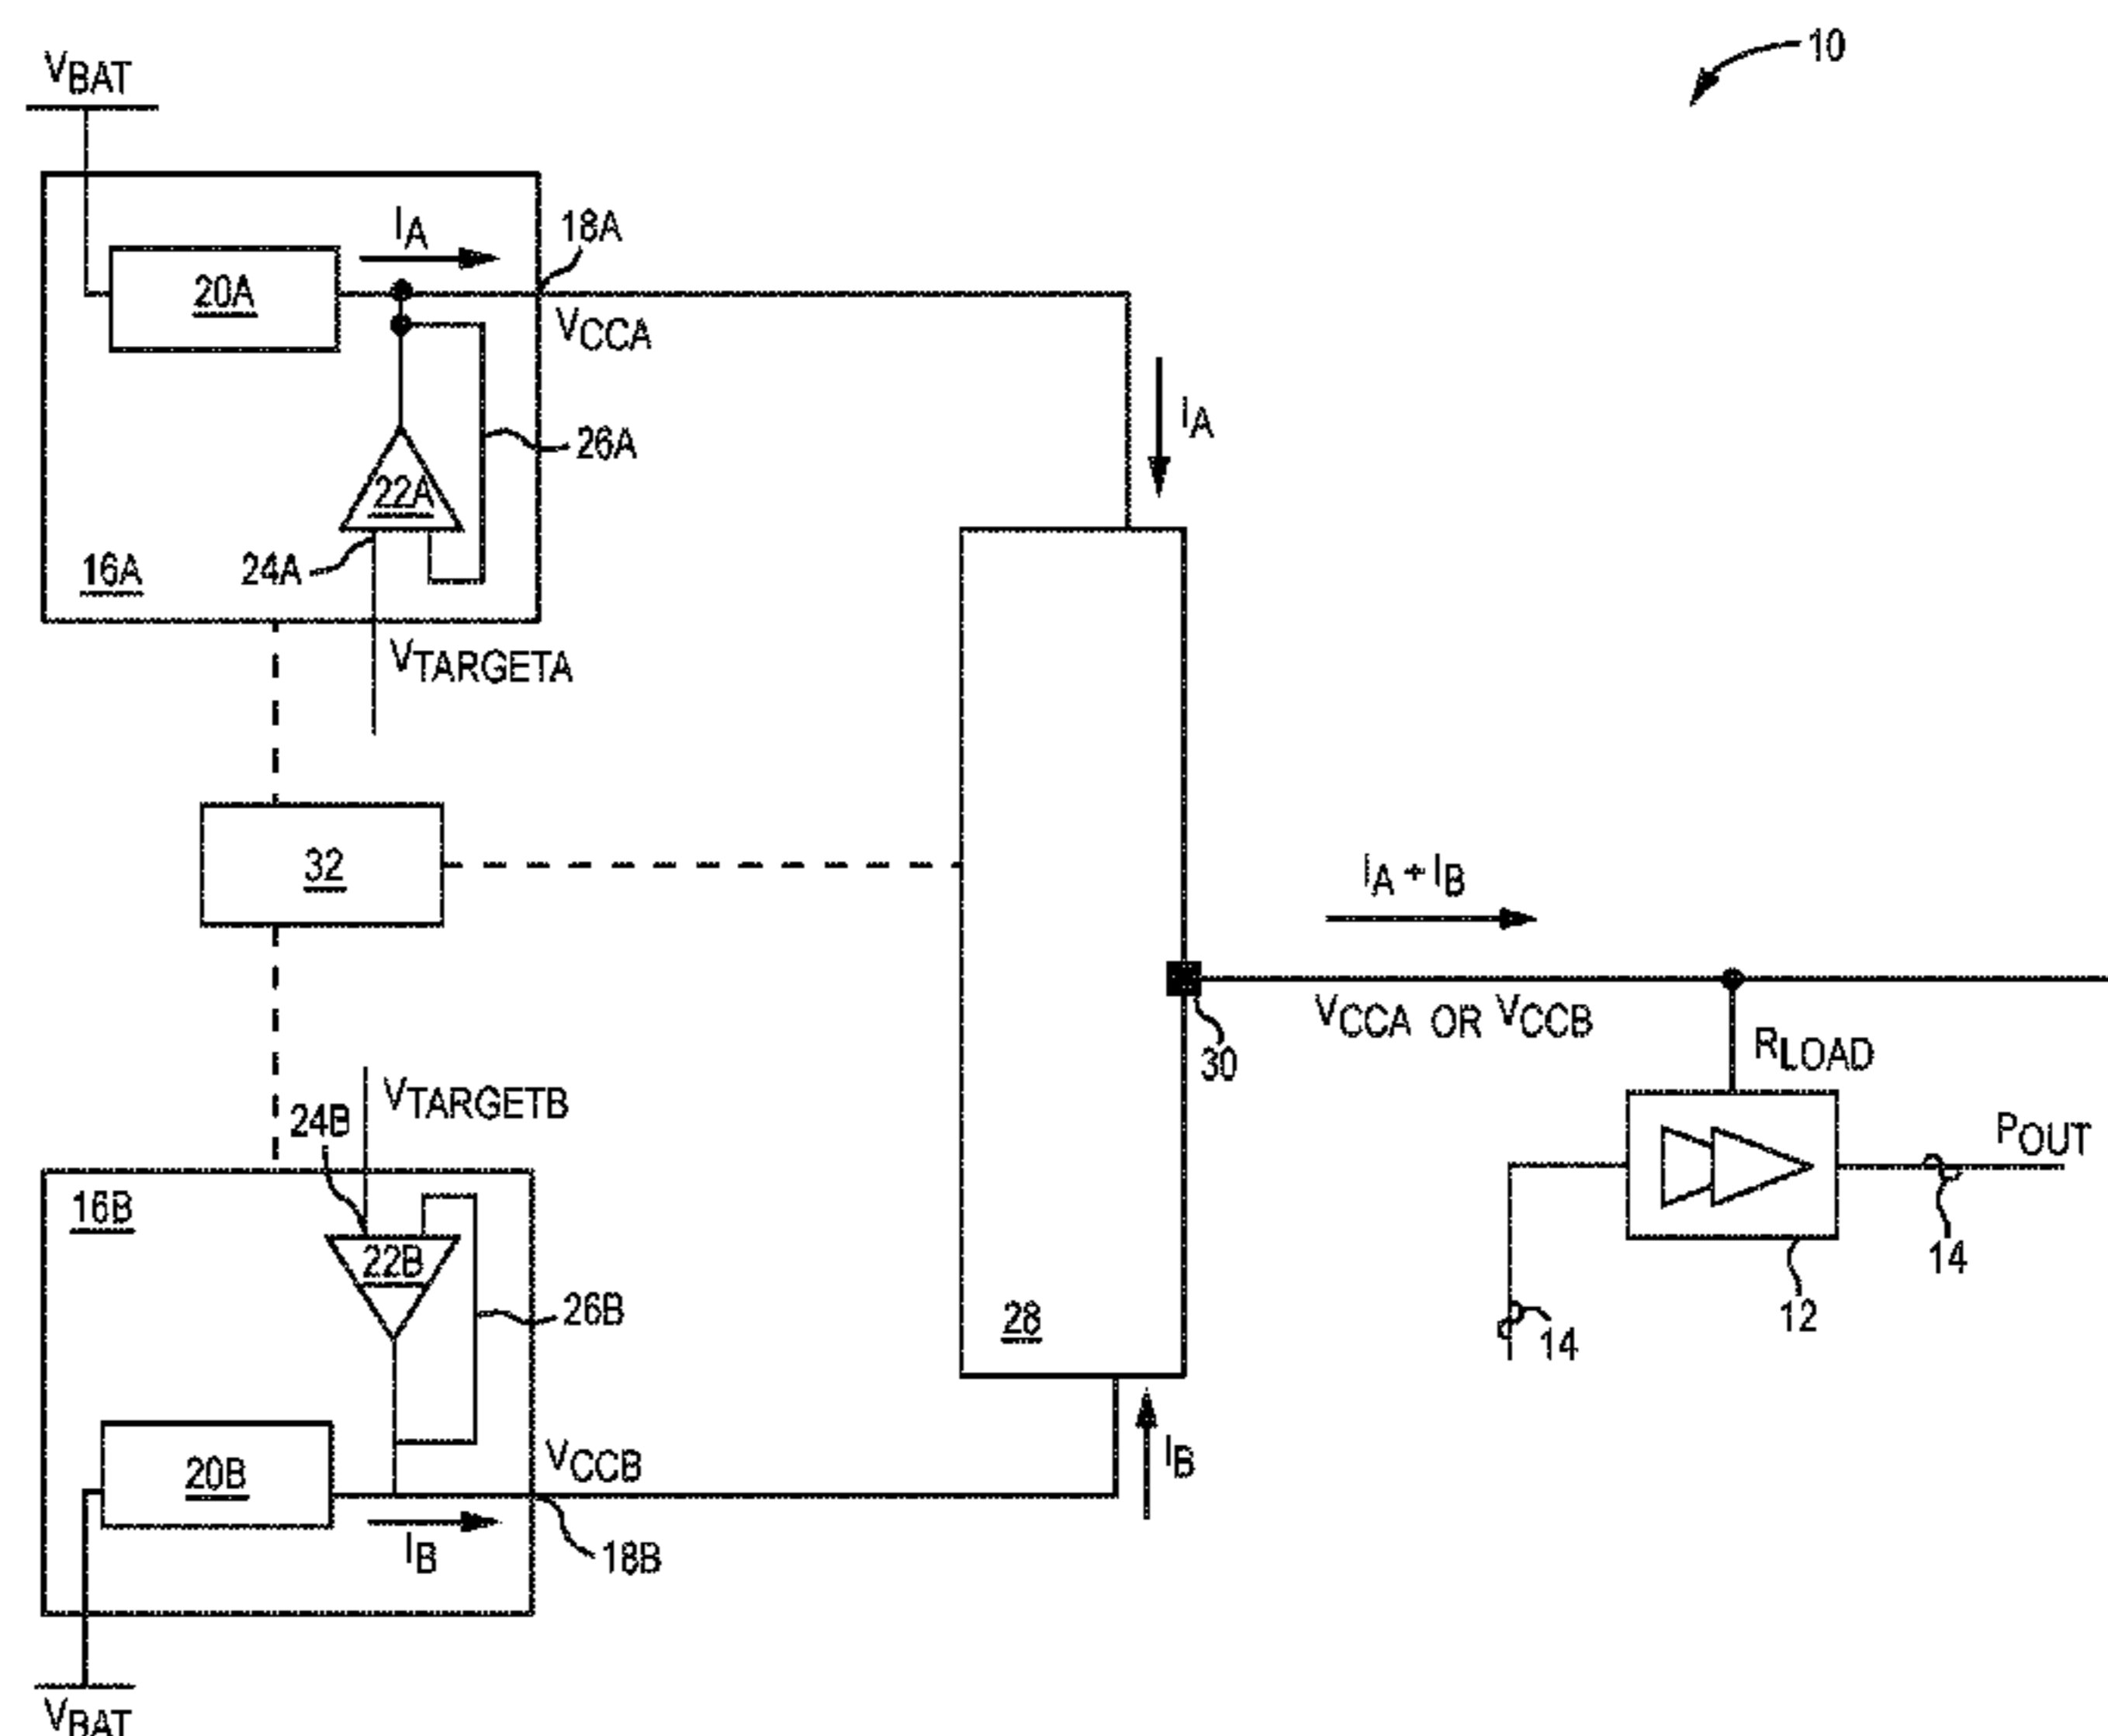 10
VBAT
IA
18A
20A
VCCA
IA
26A
22A
24A
16A
VTARGETA
32
IA + IB
VCCA OR VCCB
30
RLOAD
VTARGETB
24B
POUT
16B
22B
14
26B
28
12
14
VCCB
20B
IB
IB
18B
VBAT